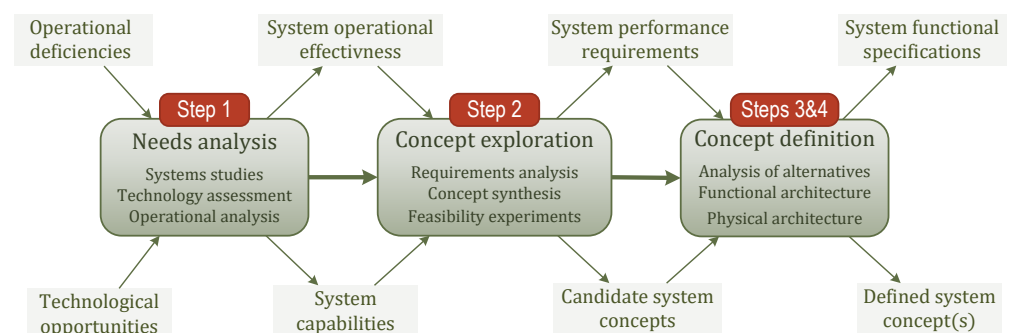 Operational
deficiencies
System operational
effectivness
System performance
requirements
System functional
specifications
Step 1
Needs analysis
Systems studies
Technology assessment
Operational analysis
Step 2
Concept exploration
Requirements analysis
Concept synthesis
Feasibility experiments
Steps 3&4
Concept definition
Analysis of alternatives
Functional architecture
Physical architecture
Technological
opportunities
System
capabilities
Candidate system
concepts
Defined system
concept(s)